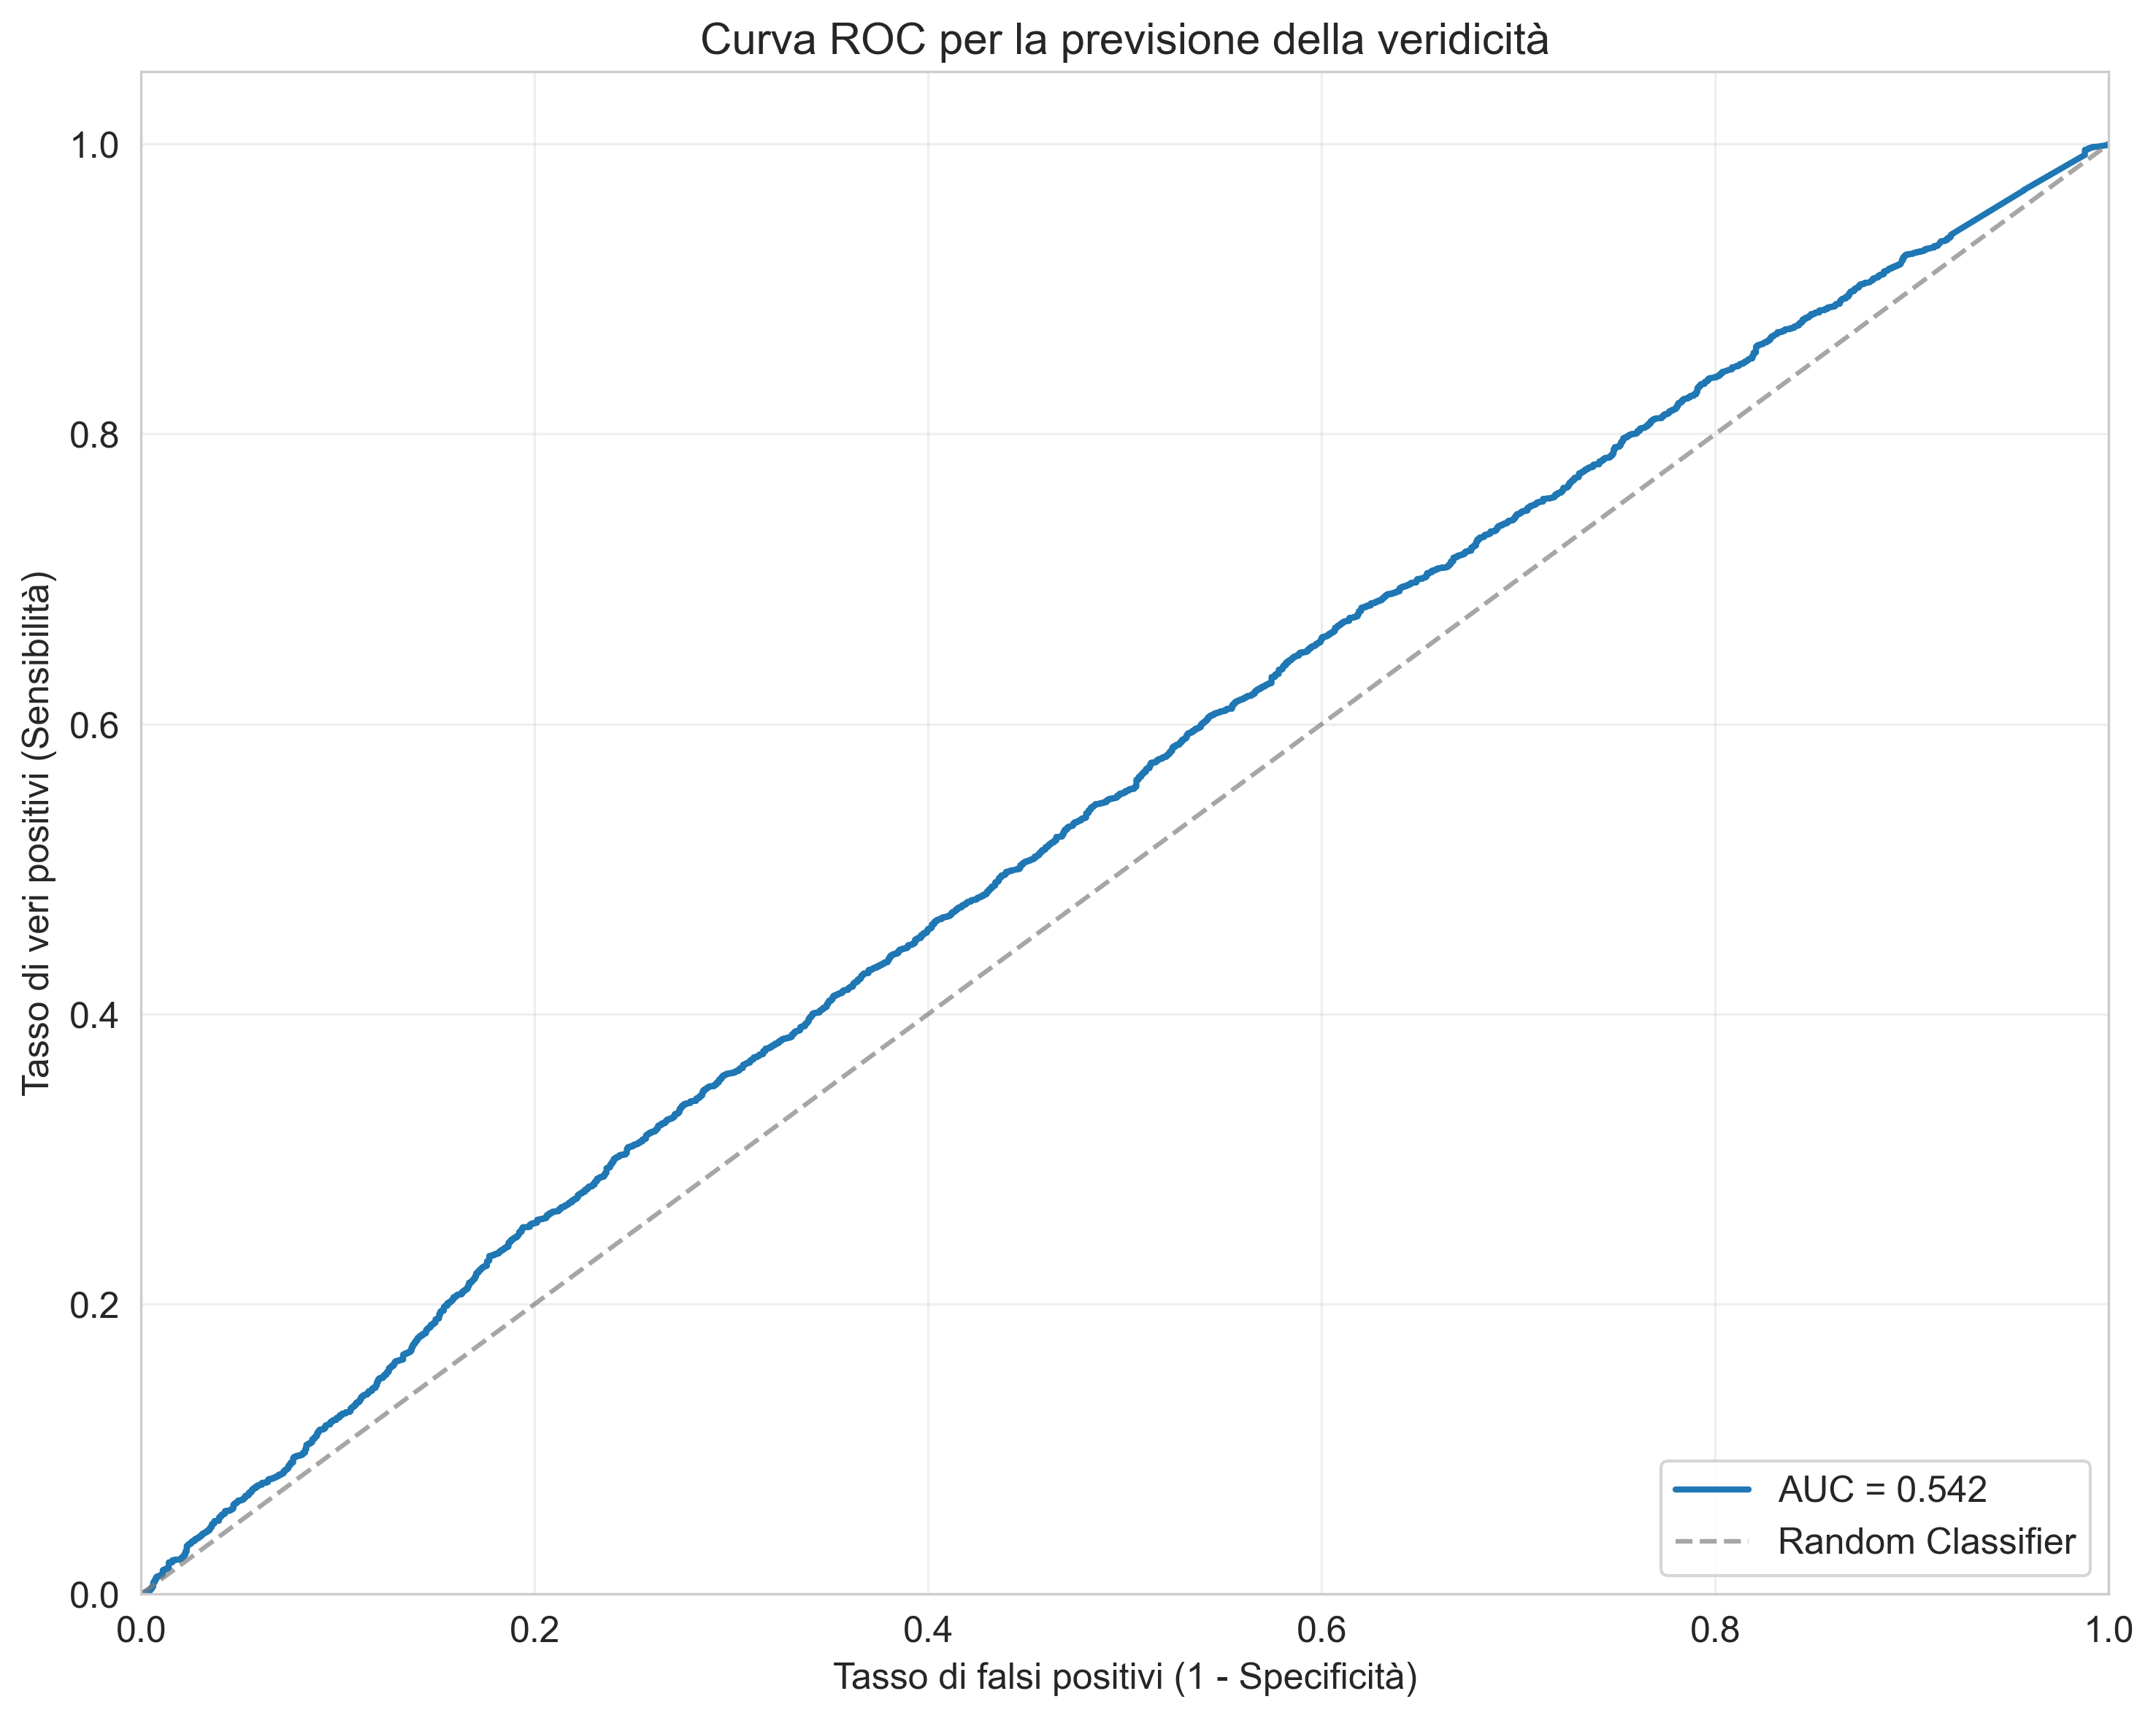 Curva ROC per la previsione della veridicità
Tasso di veri positivi (Sensibilità)
1.0
0.8
0.6
0.4
0.2
0.0
0.0 0.2 0.4 0.6 0.8 1.0
Tasso di falsi positivi (1 - Specificità)
AUC = 0.542
Random Classifier